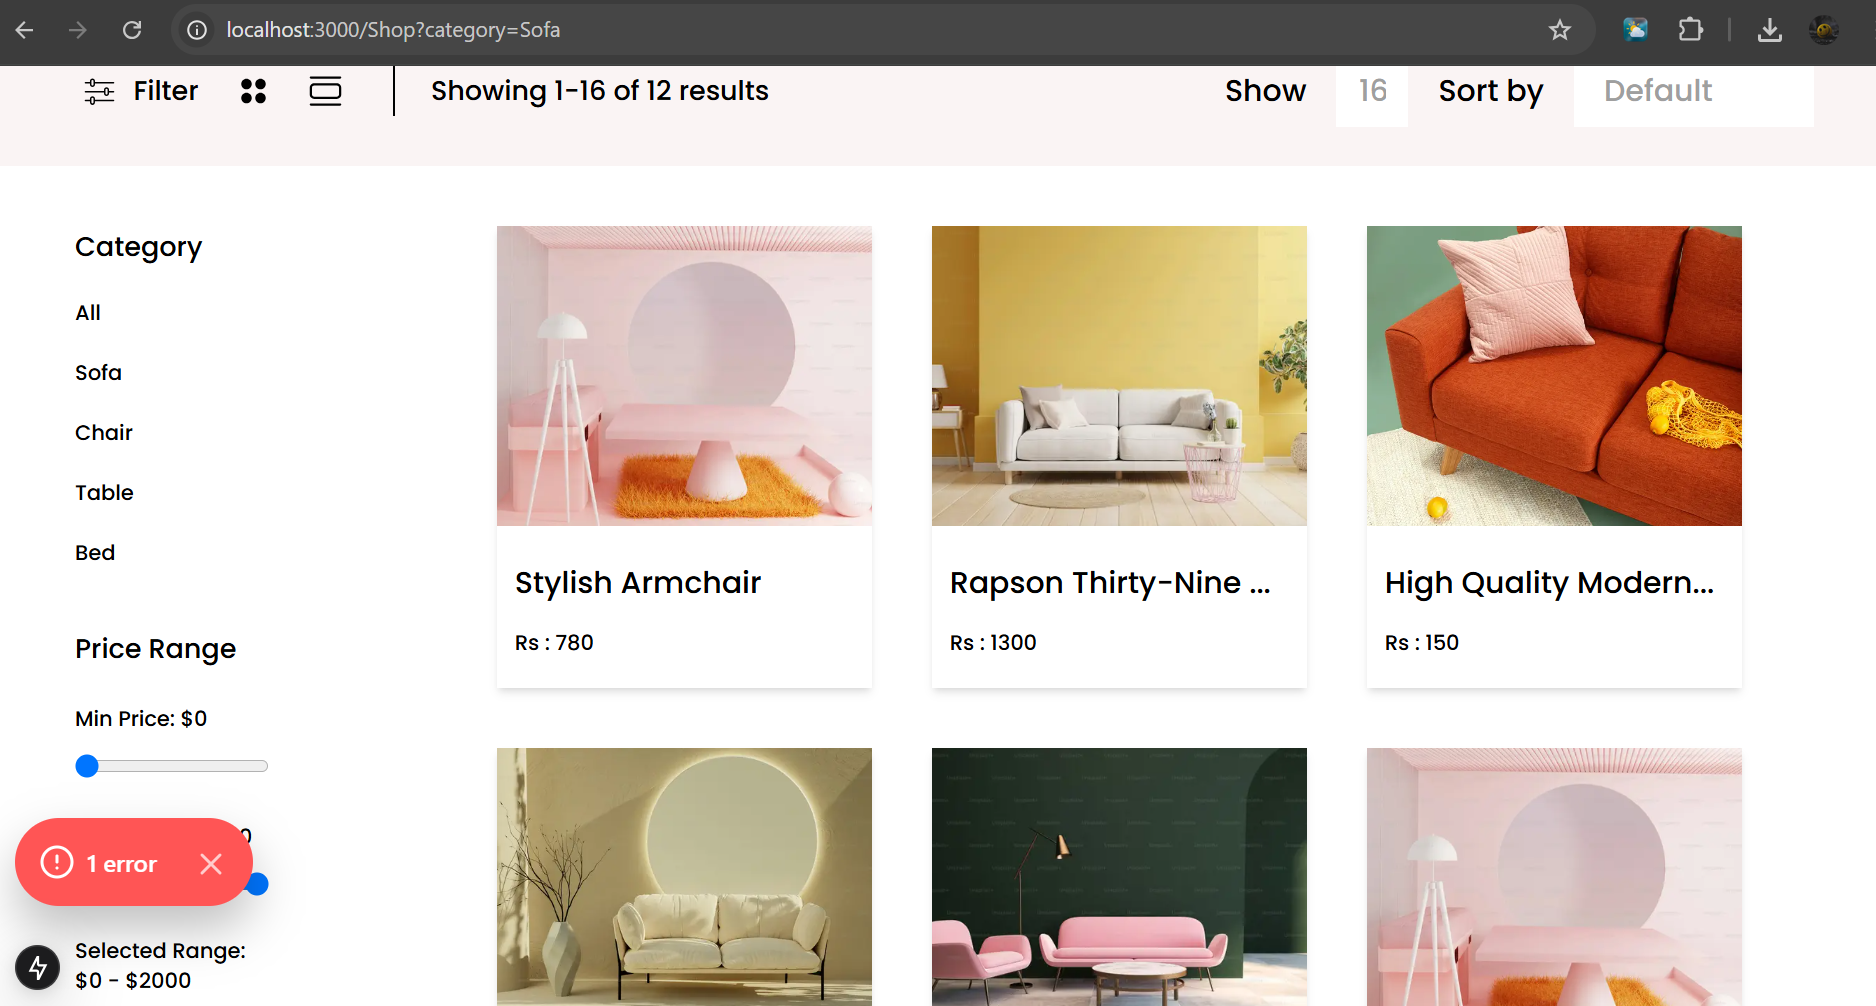 localhost:3000/Shop?category=Sofa
Filter
Showing 1-16 of 12 results
Show
16
Sort by
Default
Category
All
Sofa
Chair
Table
Bed
Price Range
Min Price: $0
0
1 error
Selected Range:
$0 - $2000
Stylish Armchair
Rs : 780
Rapson Thirty-Nine ...
Rs : 1300
High Quality Modern...
Rs : 150